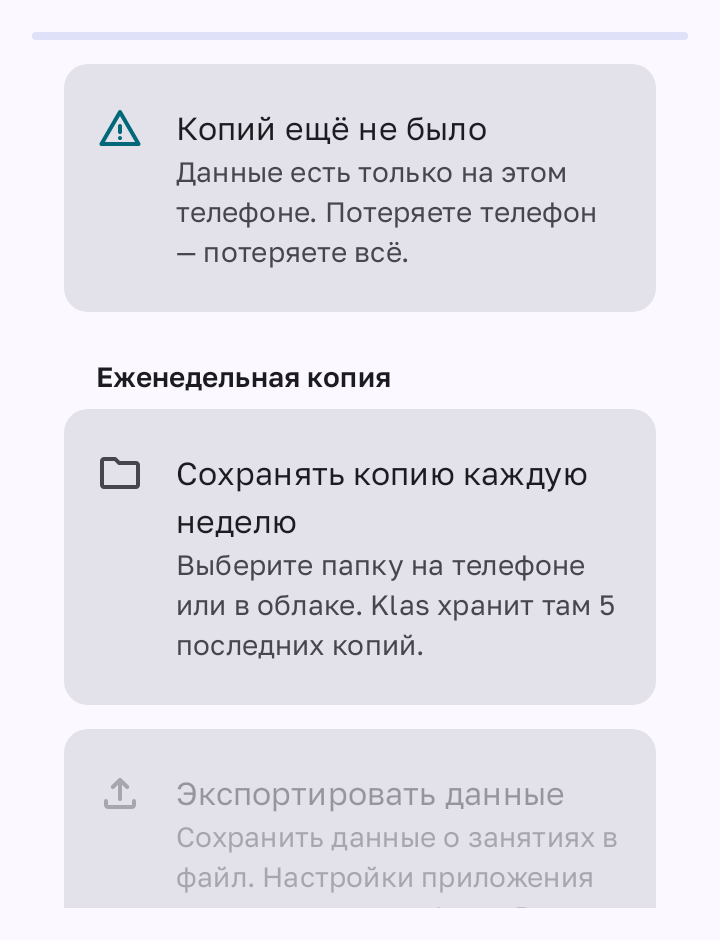 Копий ещё не было
Данные есть только на этом
телефоне. Потеряете телефон
— потеряете всё.
Еженедельная копия
Сохранять копию каждую
неделю
Выберите папку на телефоне
или в облаке. Klas хранит там 5
последних копий.
Экспортировать данные
Сохранить данные о занятиях в
файл. Настройки приложения